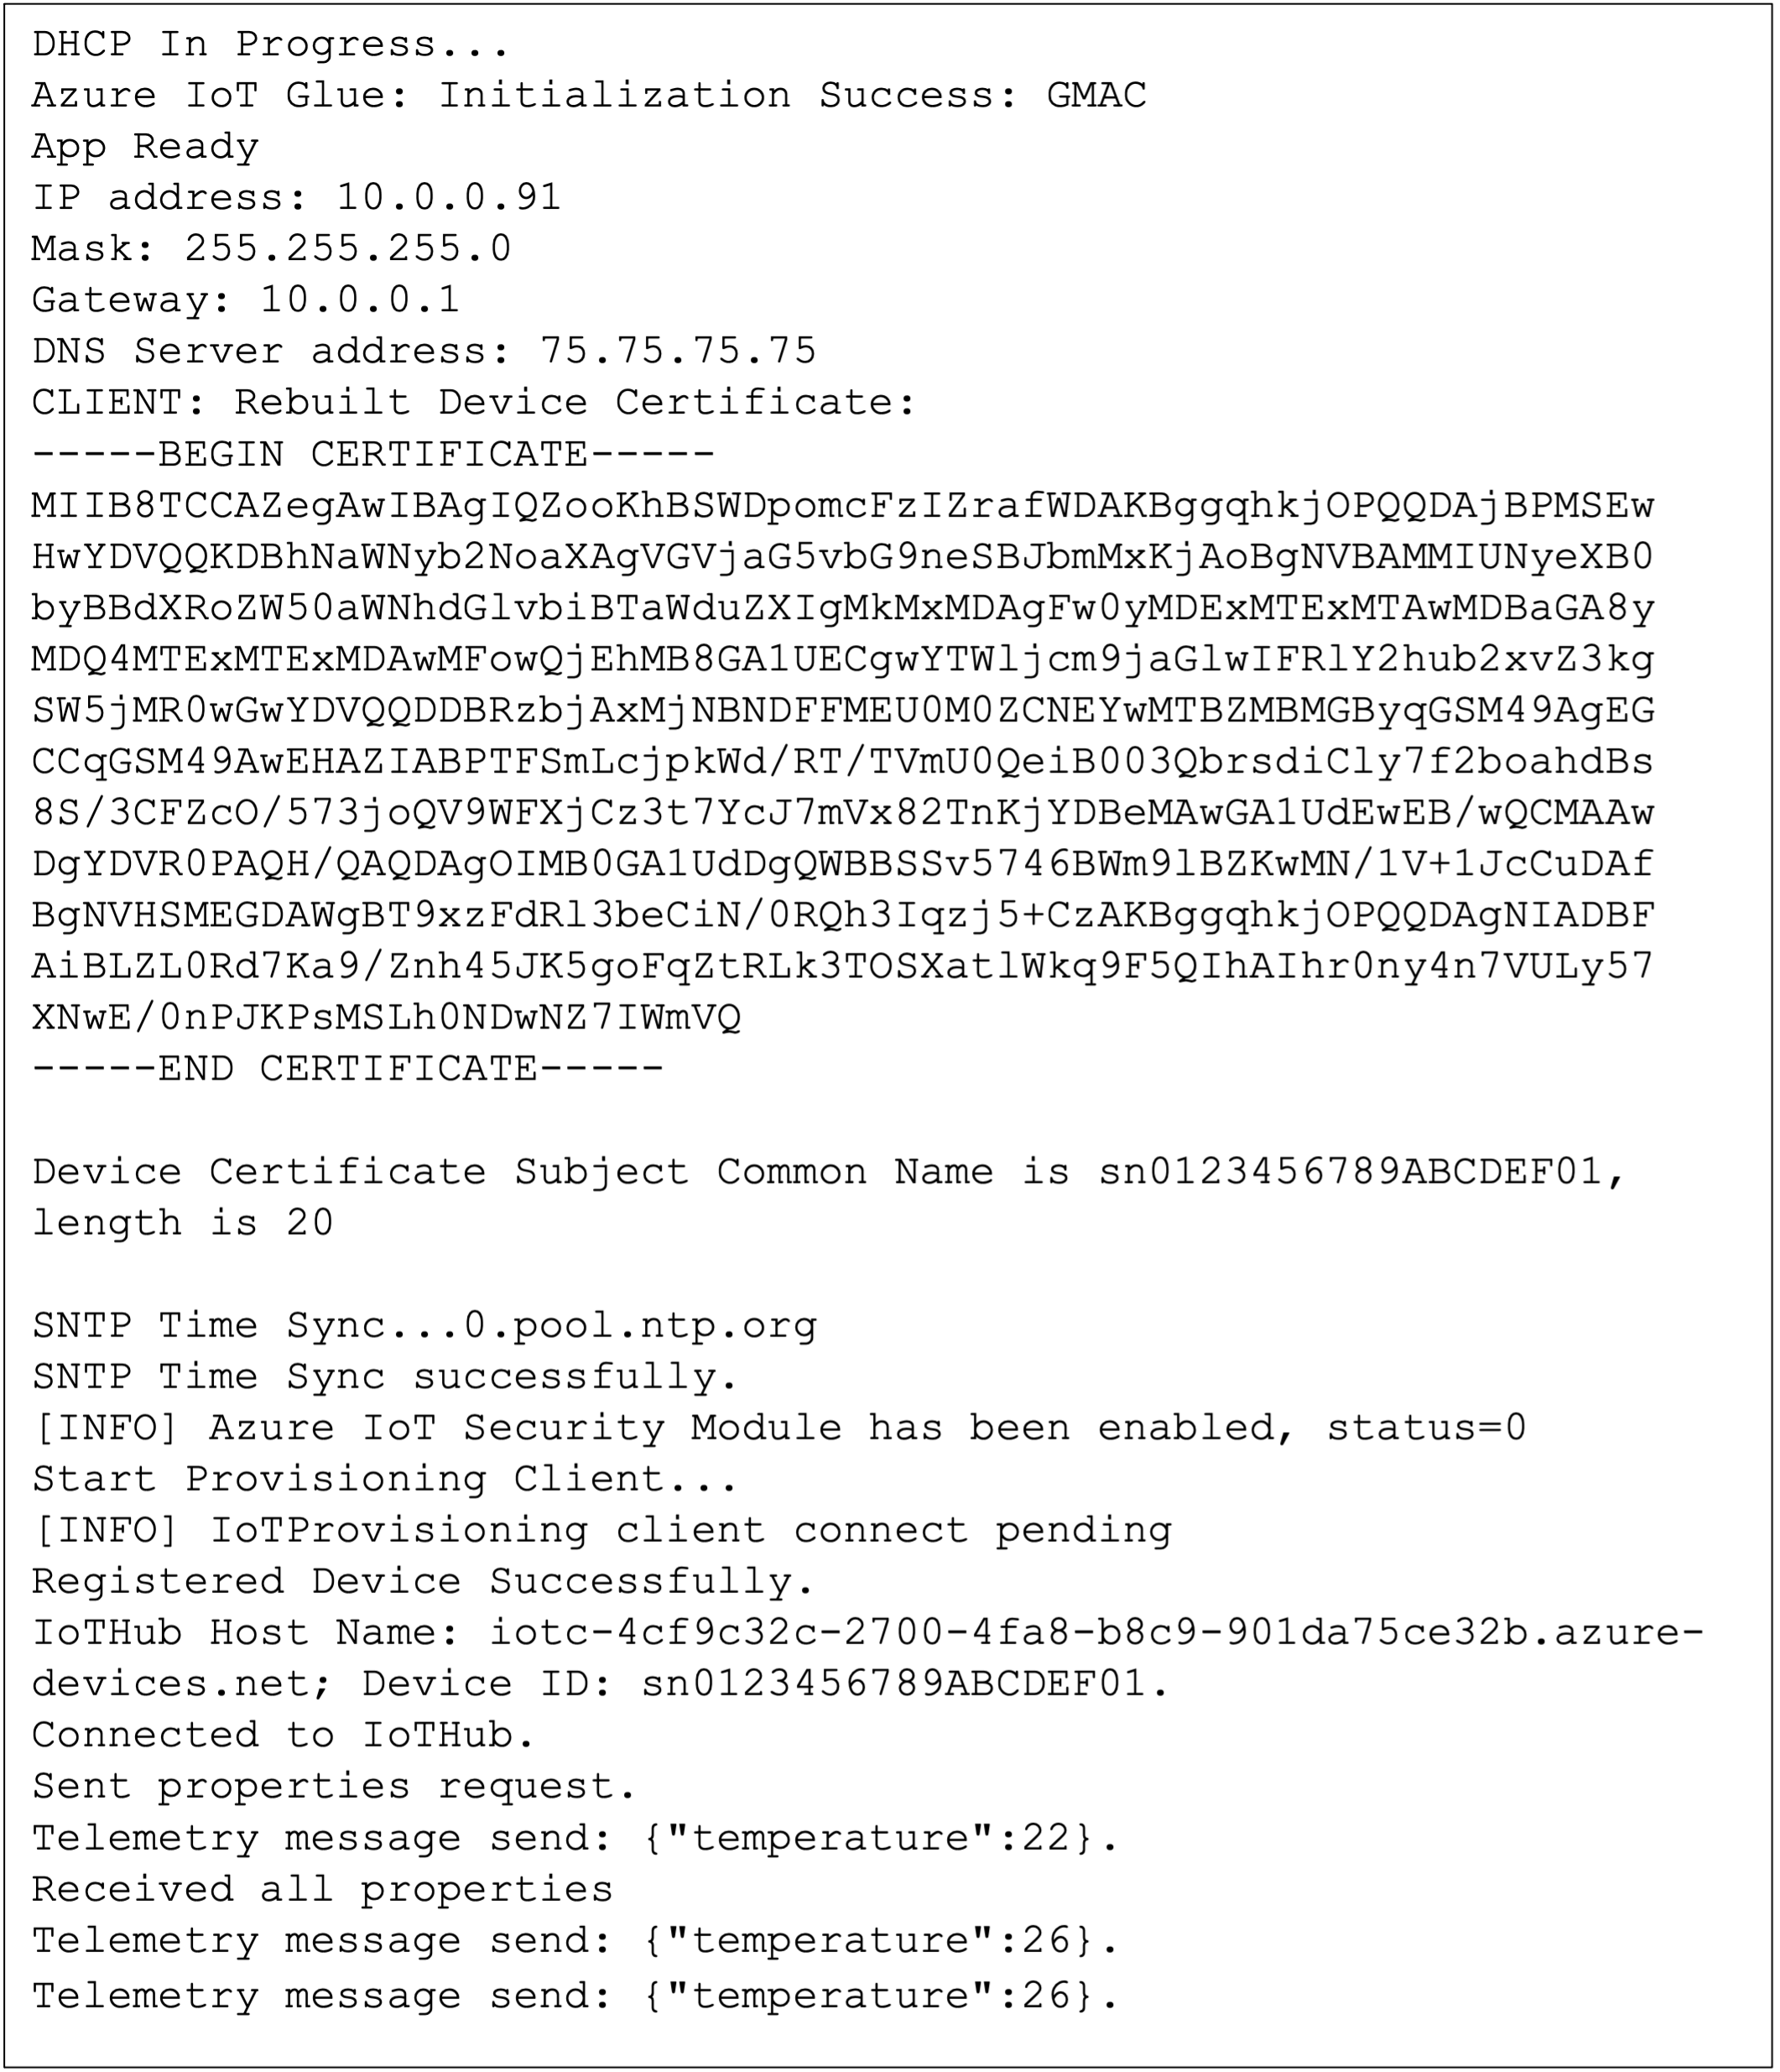 DHCP In Progress...
Azure IoT Glue: Initialization Success: GMAC
App Ready
IP address: 10.0.0.91
Mask: 255.255.255.0
Gateway: 10.0.0.1
DNS Server address: 75.75.75.75
CLIENT: Rebuilt Device Certificate:
-----BEGIN CERTIFICATE-----
MIIB8TCCAZegAwIBAgIQZooKhBSWDpomcFzIZrafWDAKBggqhkjOPQQDAjBPMSEw
HwYDVQQKDBhNaWNyb2NoaXAgVGVjaG5vbG9neSBJbmMxKjAoBgNVBAMMIUNyeXB0
byBBdXRoZW50aWNhdGlvbiBTaWduZXIgMkMxMDAgFw0yMDExMTExMTAwMDBaGA8y
MDQ4MTExMTExMDAwMFowQjEhMB8GA1UECgwYTWljcm9jaGlwIFRlY2hub2xvZ3kg
SW5jMR0wGwYDVQQDDBRzbjAxMjNBNDFFMEU0M0ZCNEYwMTBZMBMGByqGSM49AgEG
CCqGSM49AwEHAZIABPTFSmLcjpkWd/RT/TVmU0QeiB003QbrsdiCly7f2boahdBs
8S/3CFZcO/573joQV9WFXjCz3t7YcJ7mVx82TnKjYDBeMAwGA1UdEwEB/wQCMAAw
DgYDVR0PAQH/QAQDAgOIMB0GA1UdDgQWBBSSv5746BWm9lBZKwMN/1V+1JcCuDAf
BgNVHSMEGDAWgBT9xzFdRl3beCiN/0RQh3Iqzj5+CzAKBggqhkjOPQQDAgNIADBF
AiBLZL0Rd7Ka9/Znh45JK5goFqZtRLk3TOSXatlWkq9F5QIhAIhr0ny4n7VULy57
XNwE/0nPJKPsMSLh0NDwNZ7IWmVQ
-----END CERTIFICATE-----
Device Certificate Subject Common Name is sn0123456789ABCDEF01,
length is 20
SNTP Time Sync...0.pool.ntp.org
SNTP Time Sync successfully.
[INFO] Azure IoT Security Module has been enabled, status=0
Start Provisioning Client...
[INFO] IoTProvisioning client connect pending
Registered Device Successfully.
IoTHub Host Name: iotc-4cf9c32c-2700-4fa8-b8c9-901da75ce32b.azure-
devices.net; Device ID: sn0123456789ABCDEF01.
Connected to IoTHub.
Sent properties request.
Telemetry message send: {"temperature":22}.
Received all properties
Telemetry message send: {"temperature":26}.
Telemetry message send: {"temperature":26}.